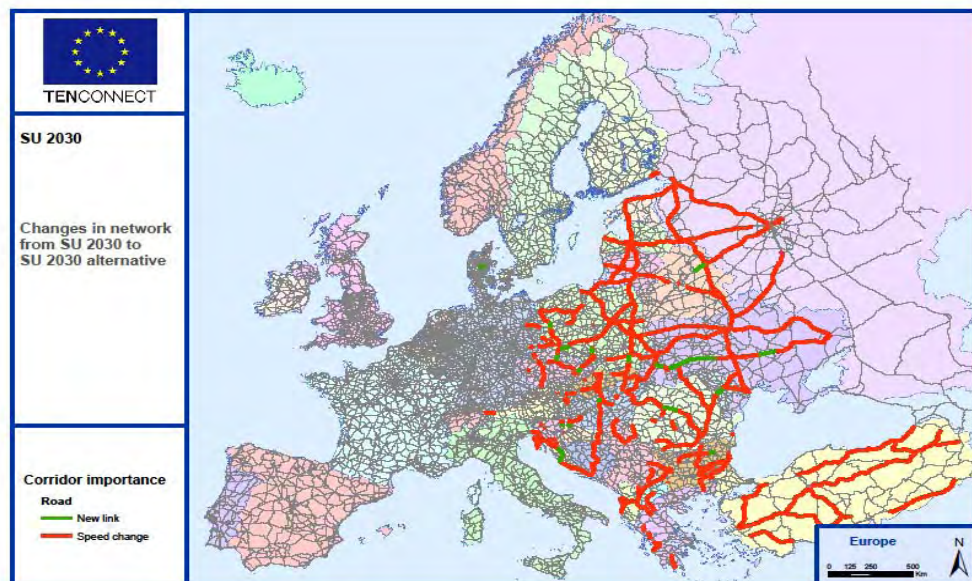 TENCONNECT
SU 2030
Changes in network
from SU 2030 to
SU 2030 alternative
Corridor importance
Road
New link
Speed change
Europe
N
0 125 250 500
Km